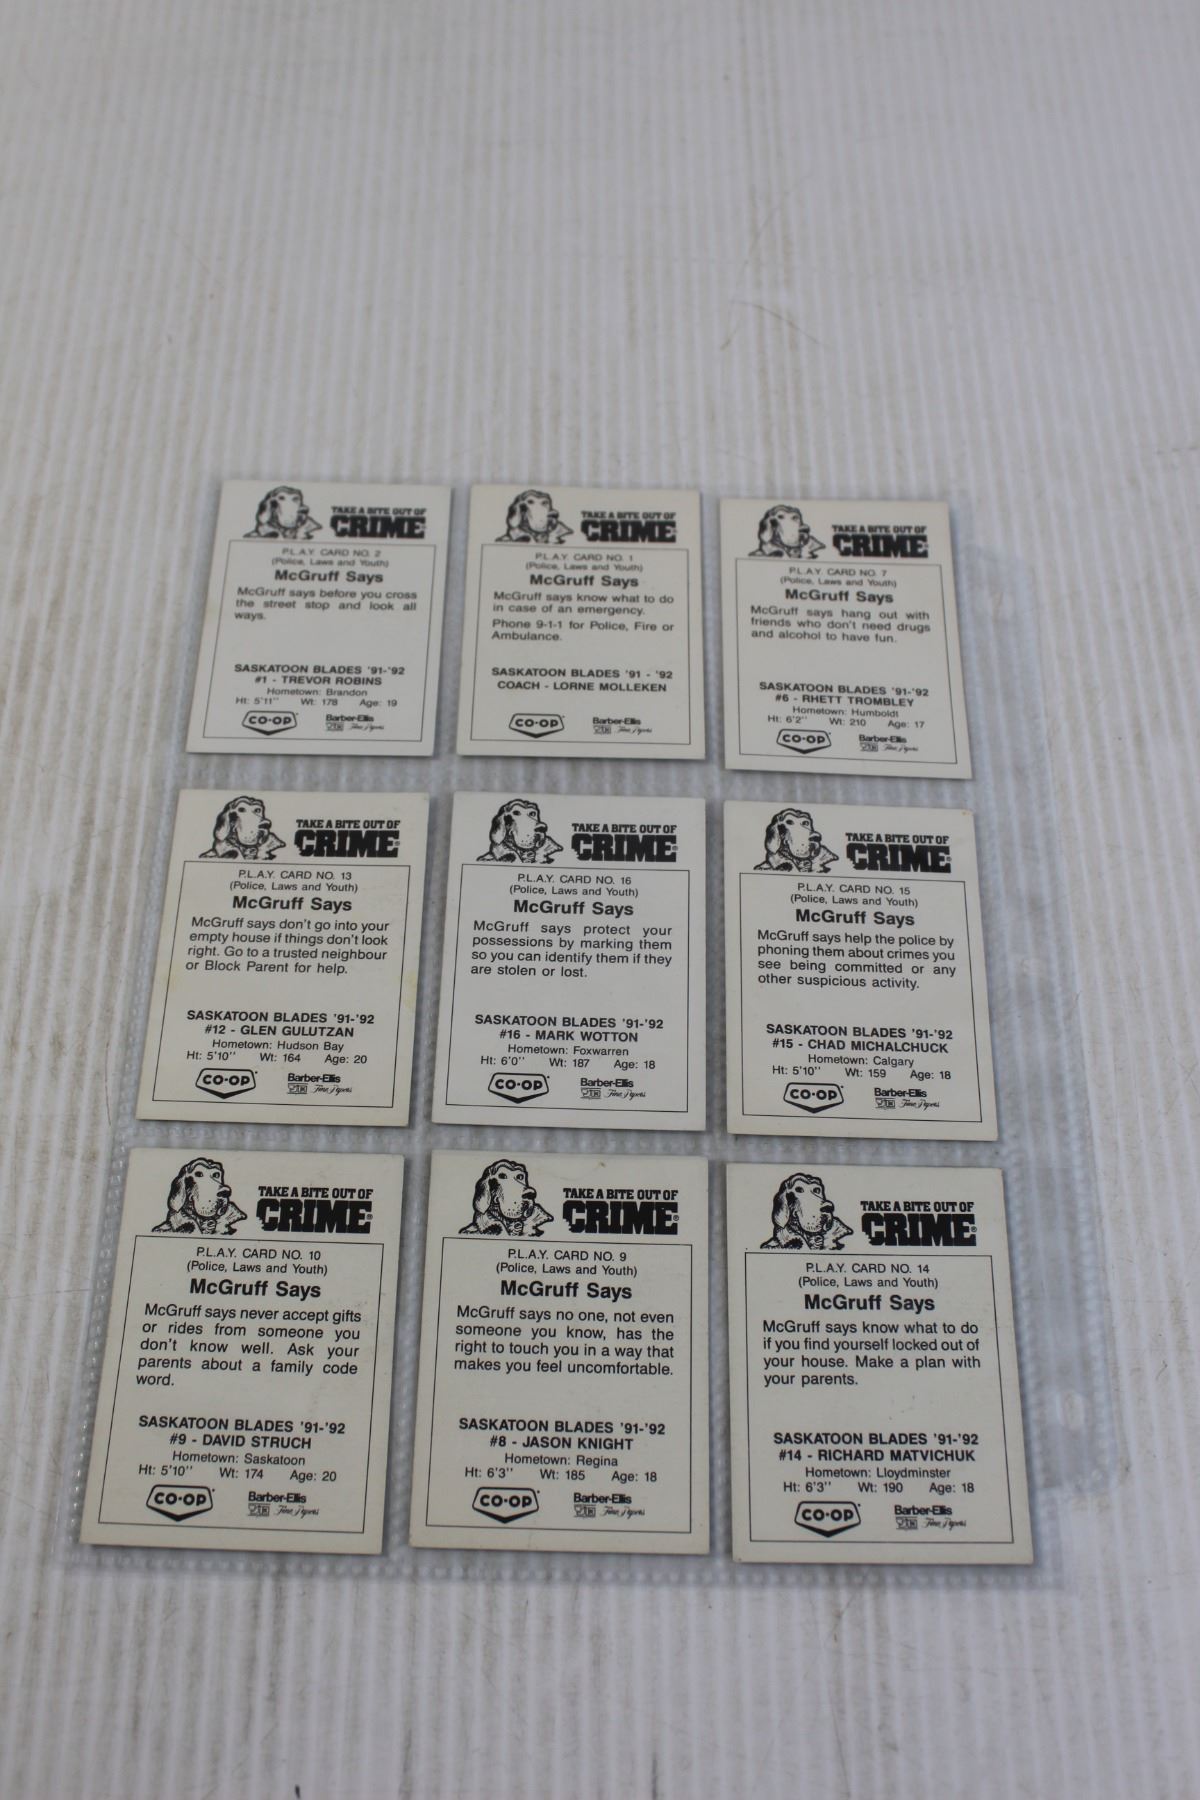 TAKE A BITE OUT OF
CRIME
P.L.A.Y. CARD NO. 2
(Police, Laws and Youth)
McGruff Says
McGruff says before you cross
the street stop and look all
ways.
SASKATOON BLADES '91-'92
#1 - TREVOR ROBINS
Hometown: Brandon
Ht: 5'11" Wt: 178 Age: 19
CO-OP
Barber-Ellis
Fine Papers
TAKE A BITE OUT OF
CRIME
P.L.A.Y. CARD NO. 1
(Police, Laws and Youth)
McGruff Says
McGruff says know what to do
in case of an emergency.
Phone 9-1-1 for Police, Fire or
Ambulance.
SASKATOON BLADES '91 - '92
COACH - LORNE MOLLEKEN
CO-OP
Barber-Ellis
Fine Papers
TAKE A BITE OUT OF
CRIME
P.L.A.Y. CARD NO. 7
(Police, Laws and Youth)
McGruff Says
McGruff says hang out with
friends who don't need drugs
and alcohol to have fun.
SASKATOON BLADES '91-'92
#6 - RHETT TROMBLEY
Hometown: Humboldt
Ht: 6'2" Wt: 210 Age: 17
CO-OP
Barber-Ellis
Fine Papers
TAKE A BITE OUT OF
CRIME®
P.L.A.Y. CARD NO. 13
(Police, Laws and Youth)
McGruff Says
McGruff says don't go into your
empty house if things don't look
right. Go to a trusted neighbour
or Block Parent for help.
SASKATOON BLADES '91-'92
#12 - GLEN GULUTZAN
Hometown: Hudson Bay
Ht: 5'10" Wt: 164 Age: 20
CO-OP
Barber-Ellis
Fine Papers
TAKE A BITE OUT OF
CRIME®
P.L.A.Y. CARD NO. 16
(Police, Laws and Youth)
McGruff Says
McGruff says protect your
possessions by marking them
so you can identify them if they
are stolen or lost.
SASKATOON BLADES '91-'92
#16 - MARK WOTTON
Hometown: Foxwarren
Ht: 6'0" Wt: 187 Age: 18
CO-OP
Barber-Ellis
Fine Papers
TAKE A BITE OUT OF
CRIME®
P.L.A.Y. CARD NO. 15
(Police, Laws and Youth)
McGruff Says
McGruff says help the police by
phoning them about crimes you
see being committed or any
other suspicious activity.
SASKATOON BLADES '91-'92
#15 - CHAD MICHALCHUCK
Hometown: Calgary
Ht: 5'10" Wt: 159 Age: 18
CO-OP
Barber-Ellis
Fine Papers
TAKE A BITE OUT OF
CRIME®
P.L.A.Y. CARD NO. 10
(Police, Laws and Youth)
McGruff Says
McGruff says never accept gifts
or rides from someone you
don't know well. Ask your
parents about a family code
word.
SASKATOON BLADES '91-'92
#9 - DAVID STRUCH
Hometown: Saskatoon
Ht: 5'10" Wt: 174 Age: 20
CO-OP
Barber-Ellis
Fine Papers
TAKE A BITE OUT OF
CRIME®
P.L.A.Y. CARD NO. 9
(Police, Laws and Youth)
McGruff Says
McGruff says no one, not even
someone you know, has the
right to touch you in a way that
makes you feel uncomfortable.
SASKATOON BLADES '91-'92
#8 - JASON KNIGHT
Hometown: Regina
Ht: 6'3" Wt: 185 Age: 18
CO-OP
Barber-Ellis
Fine Papers
TAKE A BITE OUT OF
CRIME®
P.L.A.Y. CARD NO. 14
(Police, Laws and Youth)
McGruff Says
McGruff says know what to do
if you find yourself locked out of
your house. Make a plan with
your parents.
SASKATOON BLADES '91-'92
#14 - RICHARD MATVICHUK
Hometown: Lloydminster
Ht: 6'3" Wt: 190 Age: 18
CO-OP
Barber-Ellis
Fine Papers